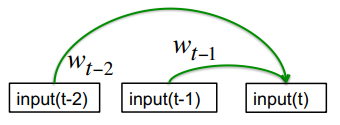 w_{t-1}
w_{t-2}
input(t-2) input(t-1) input(t)